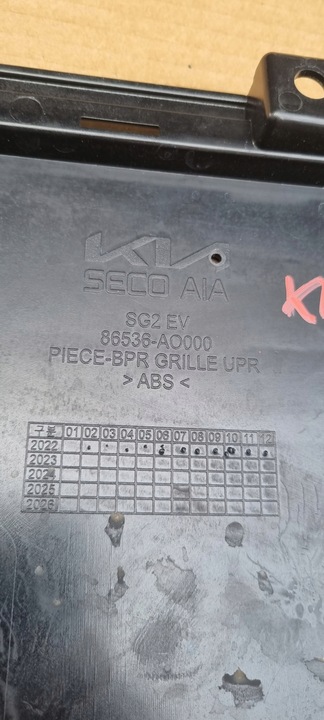 KIA
SECO AIA
SG2 EV
86536-AO000
PIECE-BPR GRILLE UPR
> ABS <
구분 01 02 03 04 05 06 07 08 09 10 11 12
2022
2023
2024
2025
2026